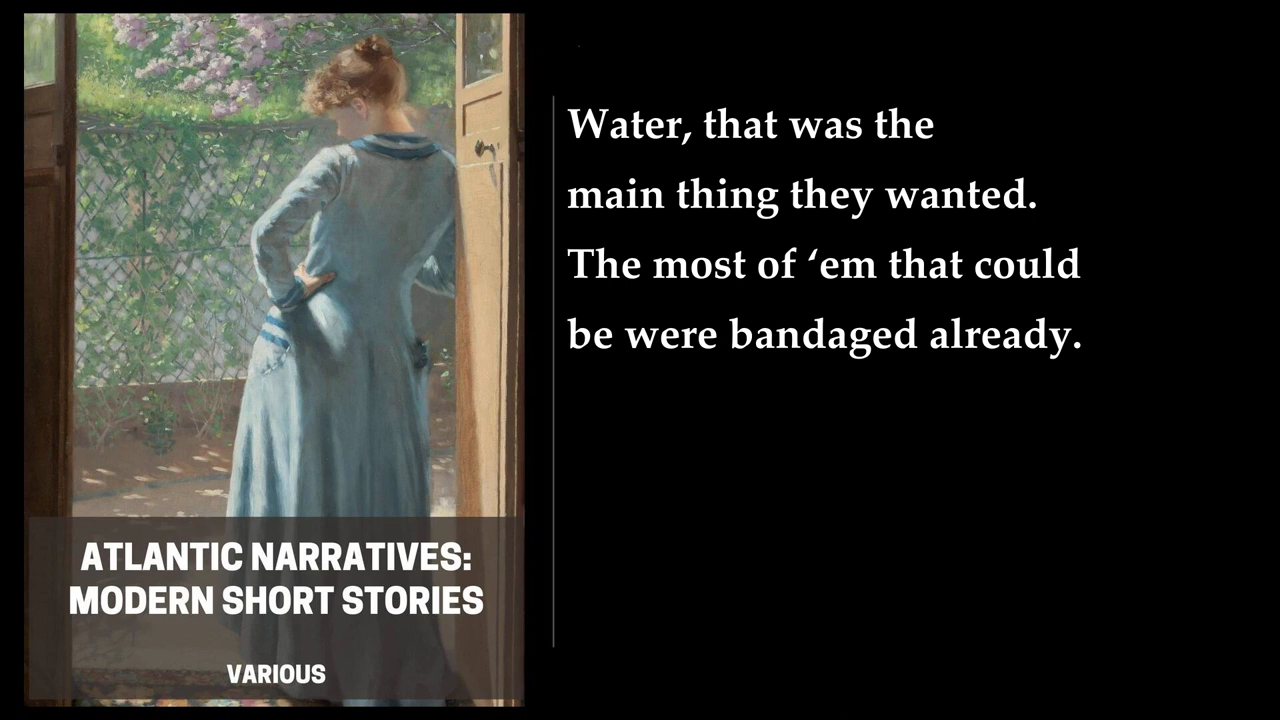 Water, that was the
main thing they wanted.
The most of ‘em that could
be were bandaged already.
ATLANTIC NARRATIVES:
MODERN SHORT STORIES
VARIOUS